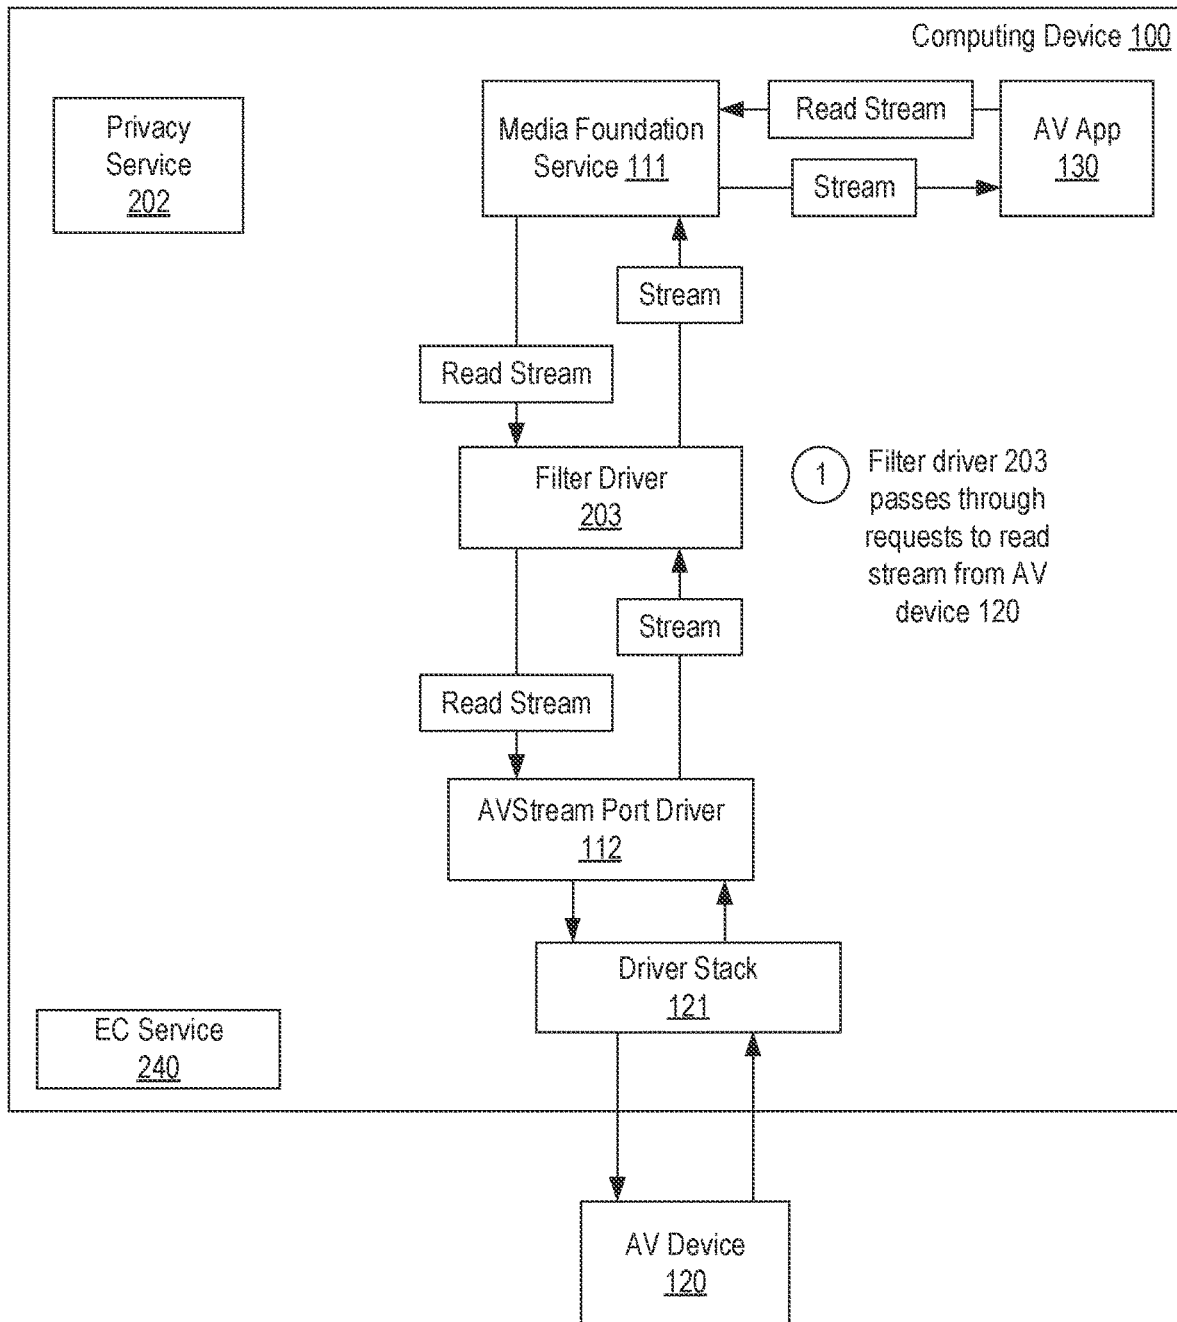 Computing Device 100
Privacy
Service
202
Media Foundation
Service 111
Read Stream
AV App
130
Stream
Stream
Read Stream
Filter Driver
203
1
Filter driver 203
passes through
requests to read
stream from AV
device 120
Stream
Read Stream
AVStream Port Driver
112
Driver Stack
121
EC Service
240
AV Device
120